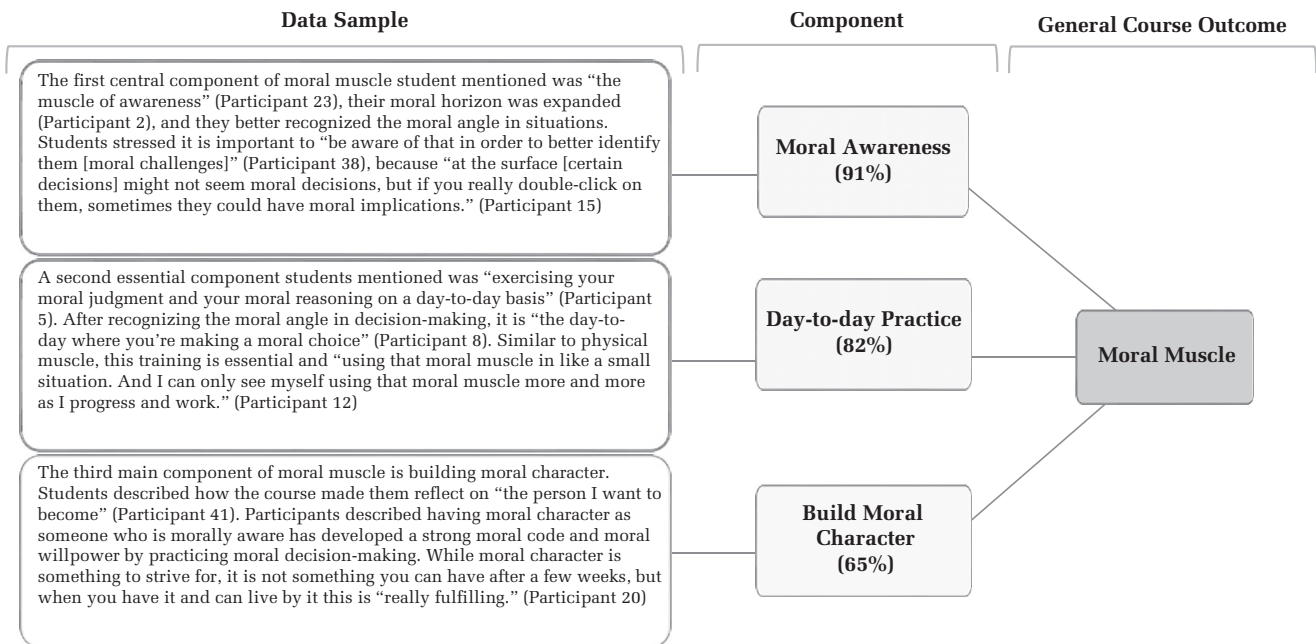 Data Sample
Component
General Course Outcome
The first central component of moral muscle student mentioned was “the
muscle of awareness” (Participant 23), their moral horizon was expanded
(Participant 2), and they better recognized the moral angle in situations.
Students stressed it is important to “be aware of that in order to better identify
them [moral challenges]” (Participant 38), because “at the surface [certain
decisions] might not seem moral decisions, but if you really double-click on
them, sometimes they could have moral implications.” (Participant 15)
Moral Awareness
(91%)
A second essential component students mentioned was “exercising your
moral judgment and your moral reasoning on a day-to-day basis” (Participant
5). After recognizing the moral angle in decision-making, it is “the day-to-
day where you’re making a moral choice” (Participant 8). Similar to physical
muscle, this training is essential and “using that moral muscle in like a small
situation. And I can only see myself using that moral muscle more and more
as I progress and work.” (Participant 12)
Day-to-day Practice
(82%)
Moral Muscle
The third main component of moral muscle is building moral character.
Students described how the course made them reflect on “the person I want to
become” (Participant 41). Participants described having moral character as
someone who is morally aware has developed a strong moral code and moral
willpower by practicing moral decision-making. While moral character is
something to strive for, it is not something you can have after a few weeks, but
when you have it and can live by it this is “really fulfilling.” (Participant 20)
Build Moral
Character
(65%)